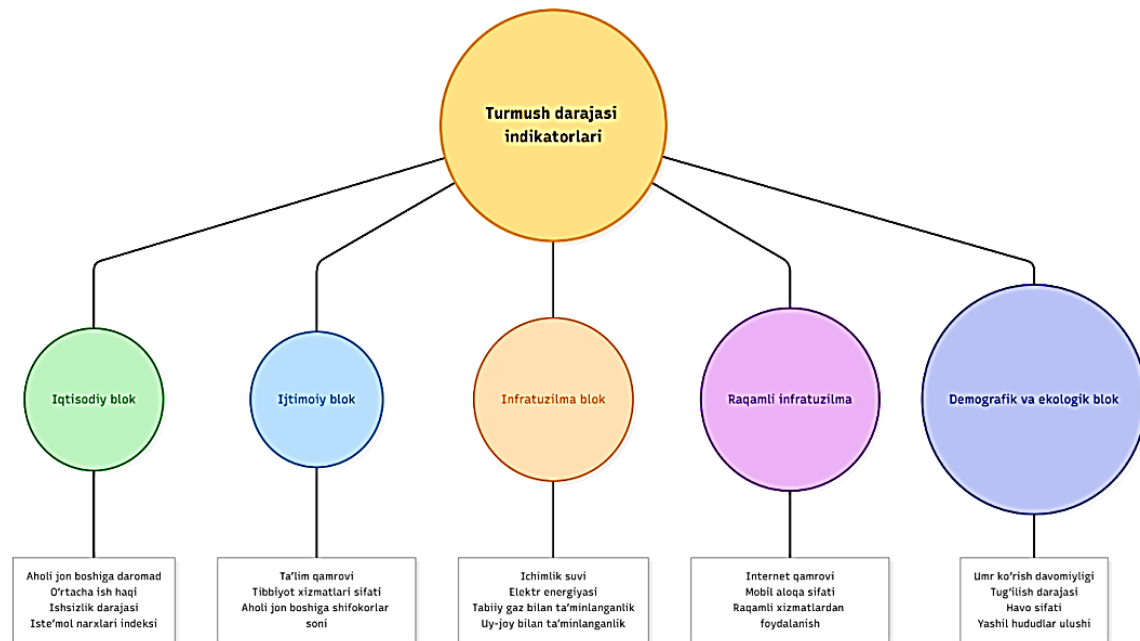 Turmush darajasi
indikatorlari
Iqtisodiy blok
Ijtimoiy blok
Infratuzilma blok
Raqamli infratuzilma
Demografik va ekologik blok
Aholi jon boshiga daromad
O'rtacha ish haqi
Ishsizlik darajasi
Iste'mol narxlari indeksi
Ta'lim qamrovi
Tibbiyot xizmatlari sifati
Aholi jon boshiga shifokorlar
soni
Ichimlik suvi
Elektr energiyasi
Tabiiy gaz bilan ta'minlanganlik
Uy-joy bilan ta'minlanganlik
Internet qamrovi
Mobil aloqa sifati
Raqamli xizmatlardan
foydalanish
Umr ko'rish davomiyligi
Tug'ilish darajasi
Havo sifati
Yashil hududlar ulushi